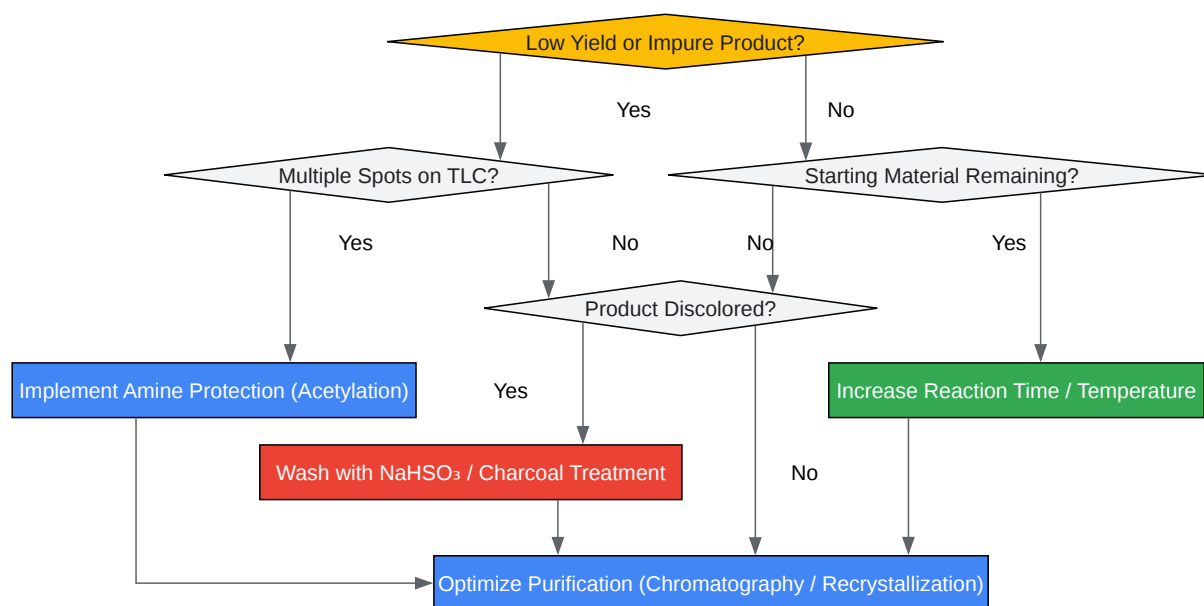 Low Yield or Impure Product?
Yes
No
Multiple Spots on TLC?
Starting Material Remaining?
Yes
No
No
Yes
Product Discolored?
Implement Amine Protection (Acetylation)
Yes
Increase Reaction Time / Temperature
Wash with NaHSO₃ / Charcoal Treatment
No
Optimize Purification (Chromatography / Recrystallization)